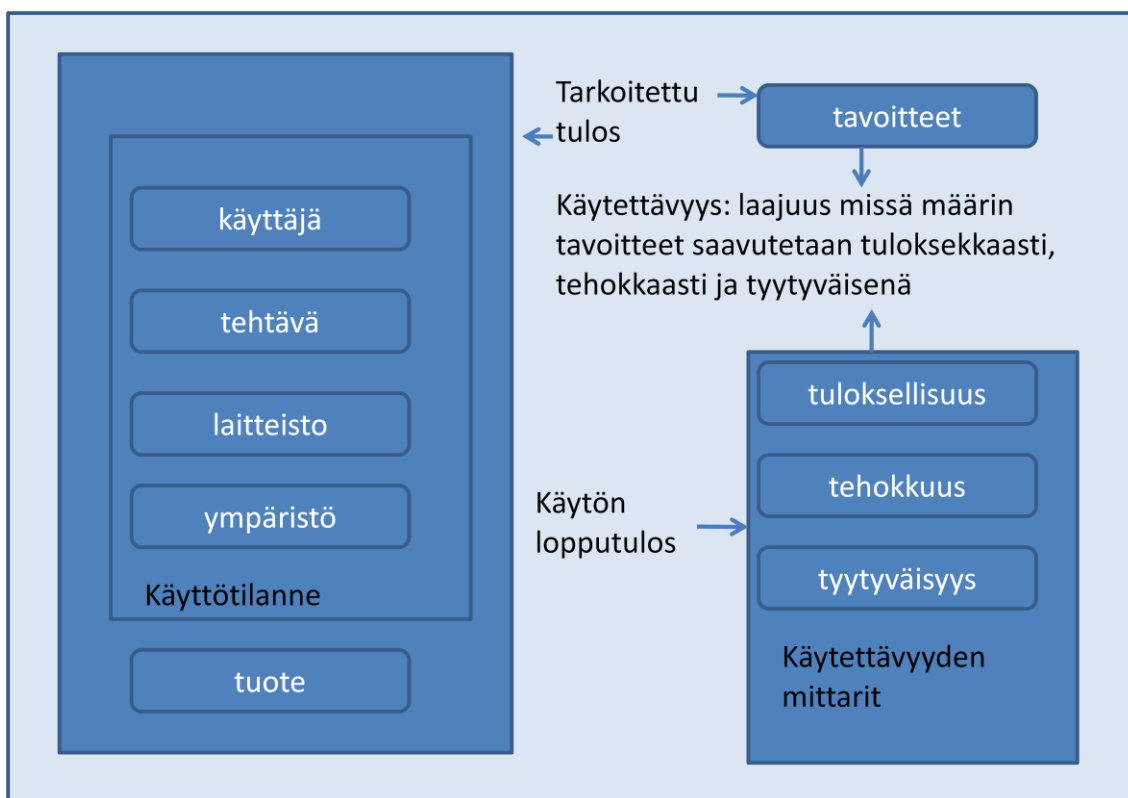 käyttäjä
tehtävä
laitteisto
ympäristö
Käyttötilanne
tuote
Tarkoitettu
tulos
tavoitteet
Käytettävyys: laajuus missä määrin
tavoitteet saavutetaan tuloksekkaasti,
tehokkaasti ja tyytyväisenä
Käytön
lopputulos
tuloksellisuus
tehokkuus
tyytyväisyys
Käytettävyyden
mittarit